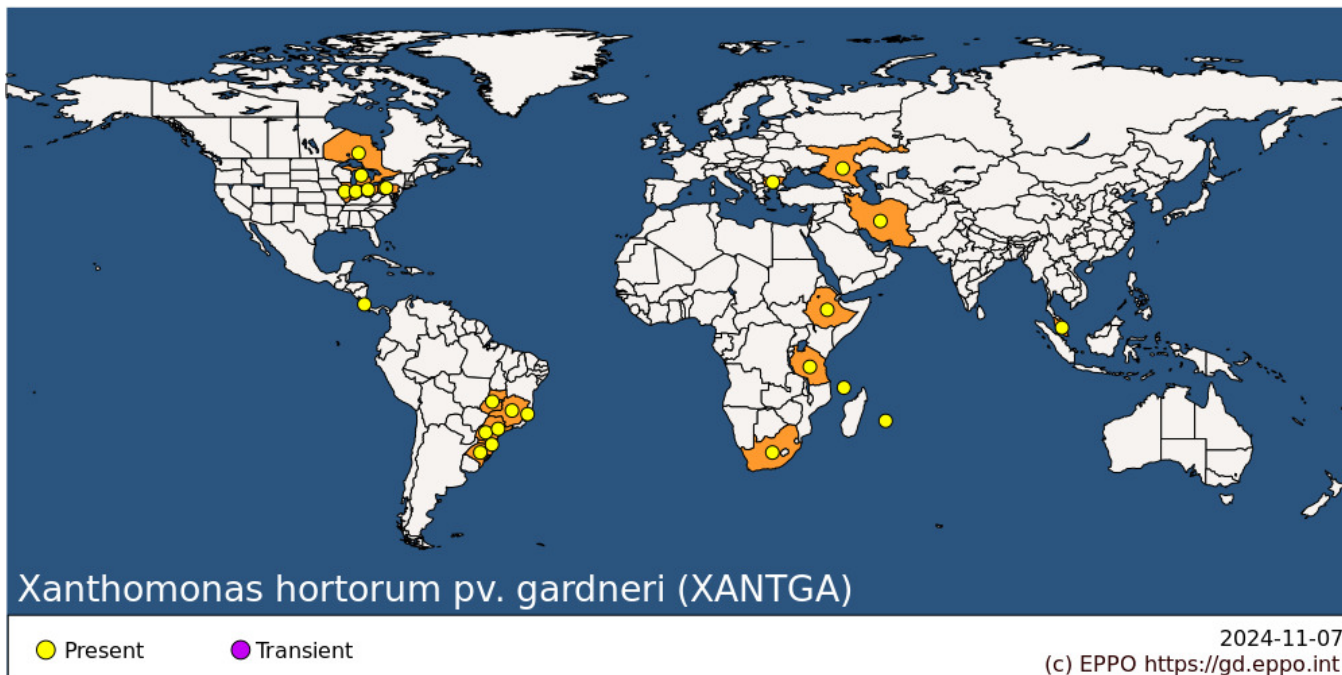 Xanthomonas hortorum pv. gardneri (XANTGA)
Present
Transient
2024-11-07
(c) EPPO https://gd.eppo.int